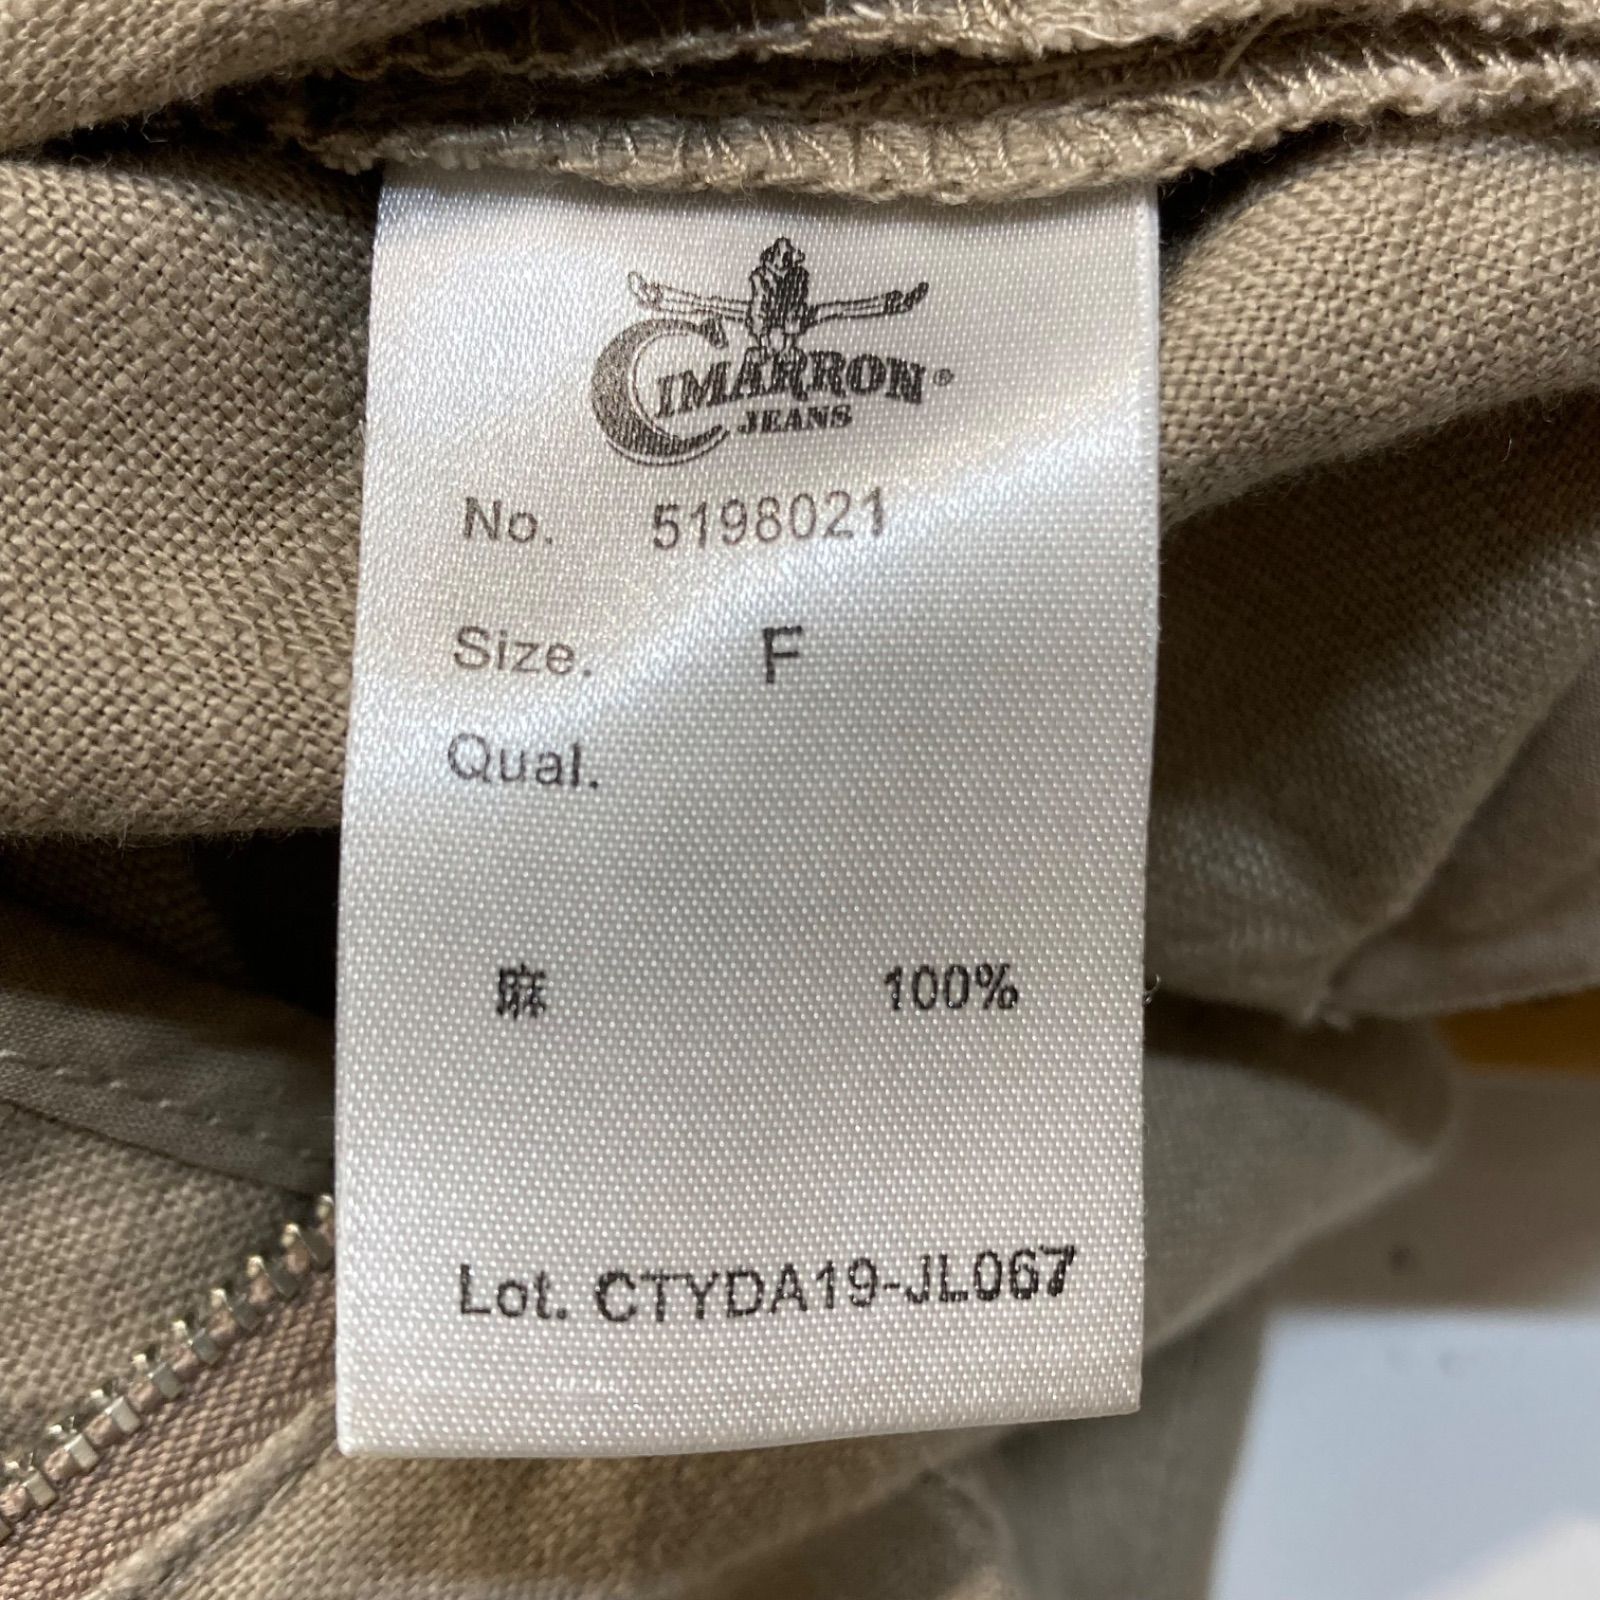 CIMARRON®
JEANS
No. 5198021
Size. F
Qual.
麻 100%
Lot. CTYDA19-JL067